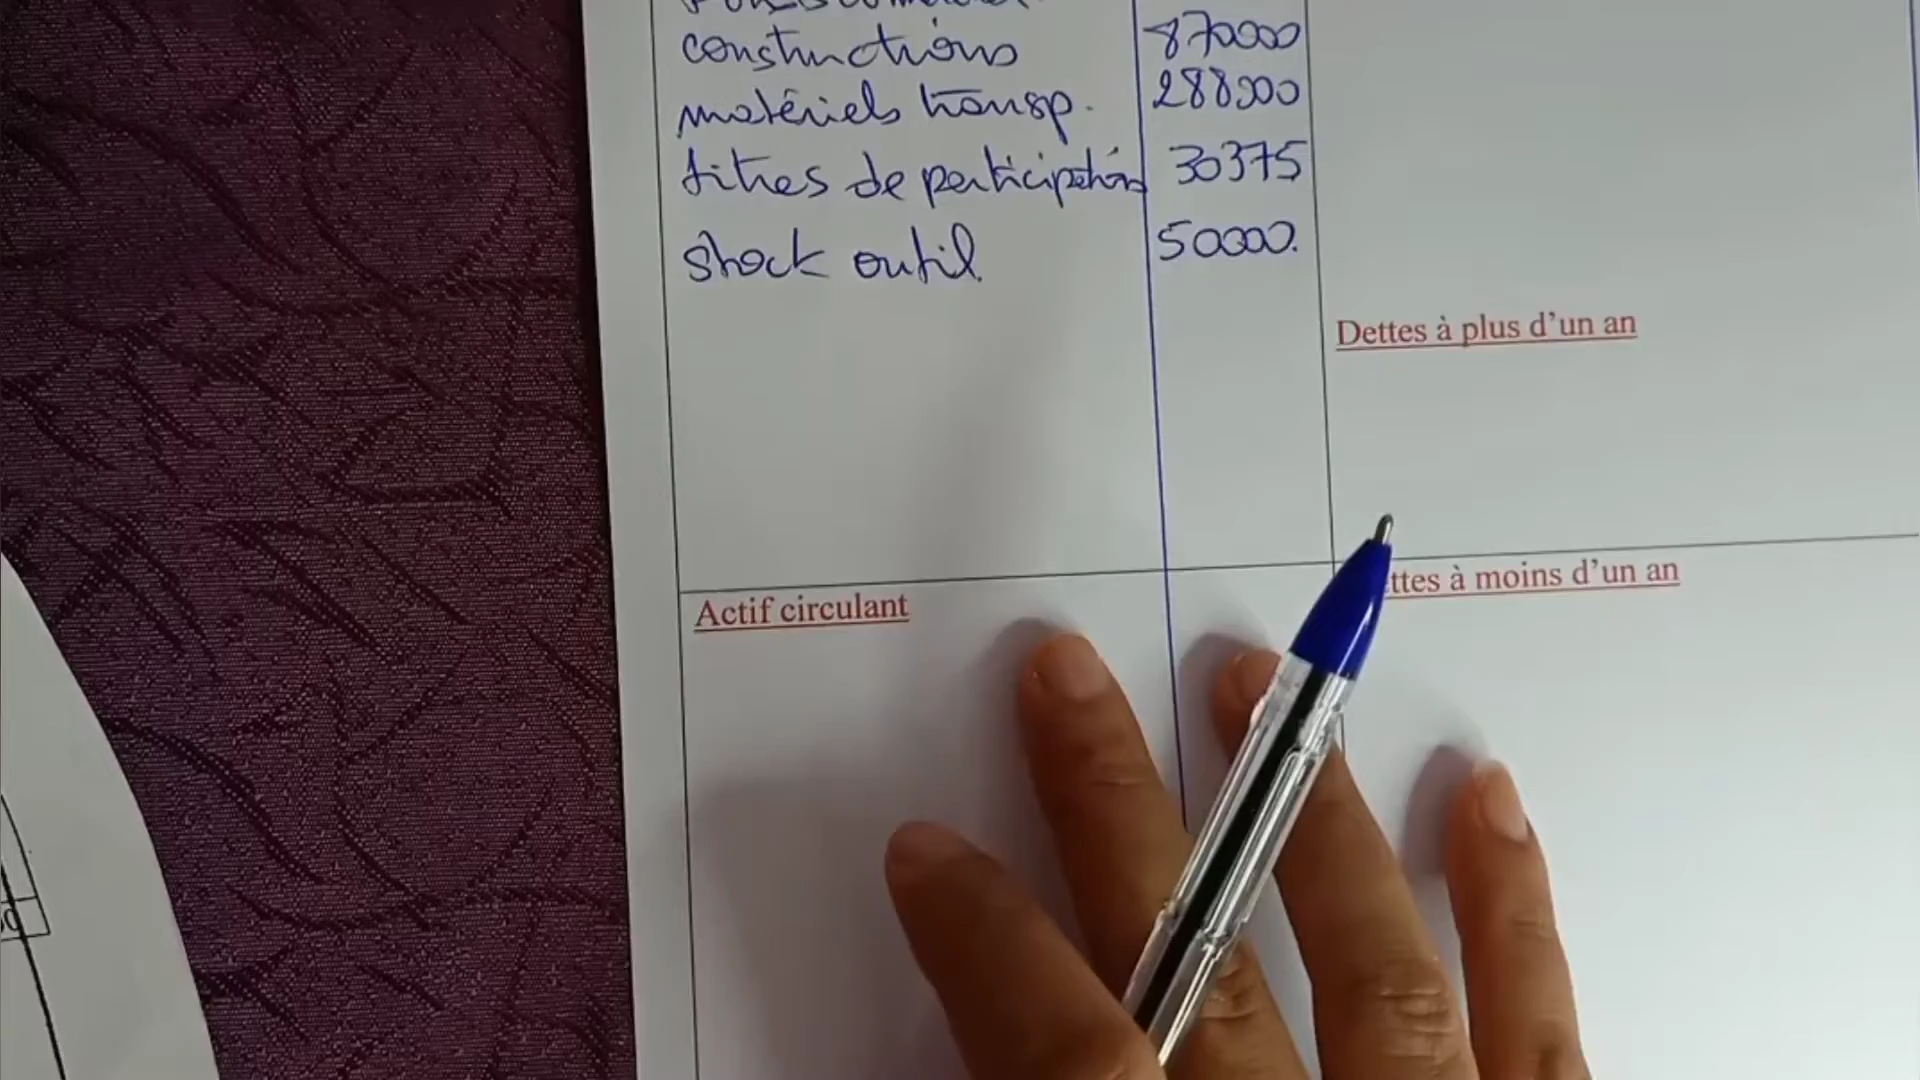 constructions 870000
matériels transp. 288000
titres de participation 30375
stock outil. 50000.
Dettes à plus d'un an
Actif circulant
ttes à moins d'un an